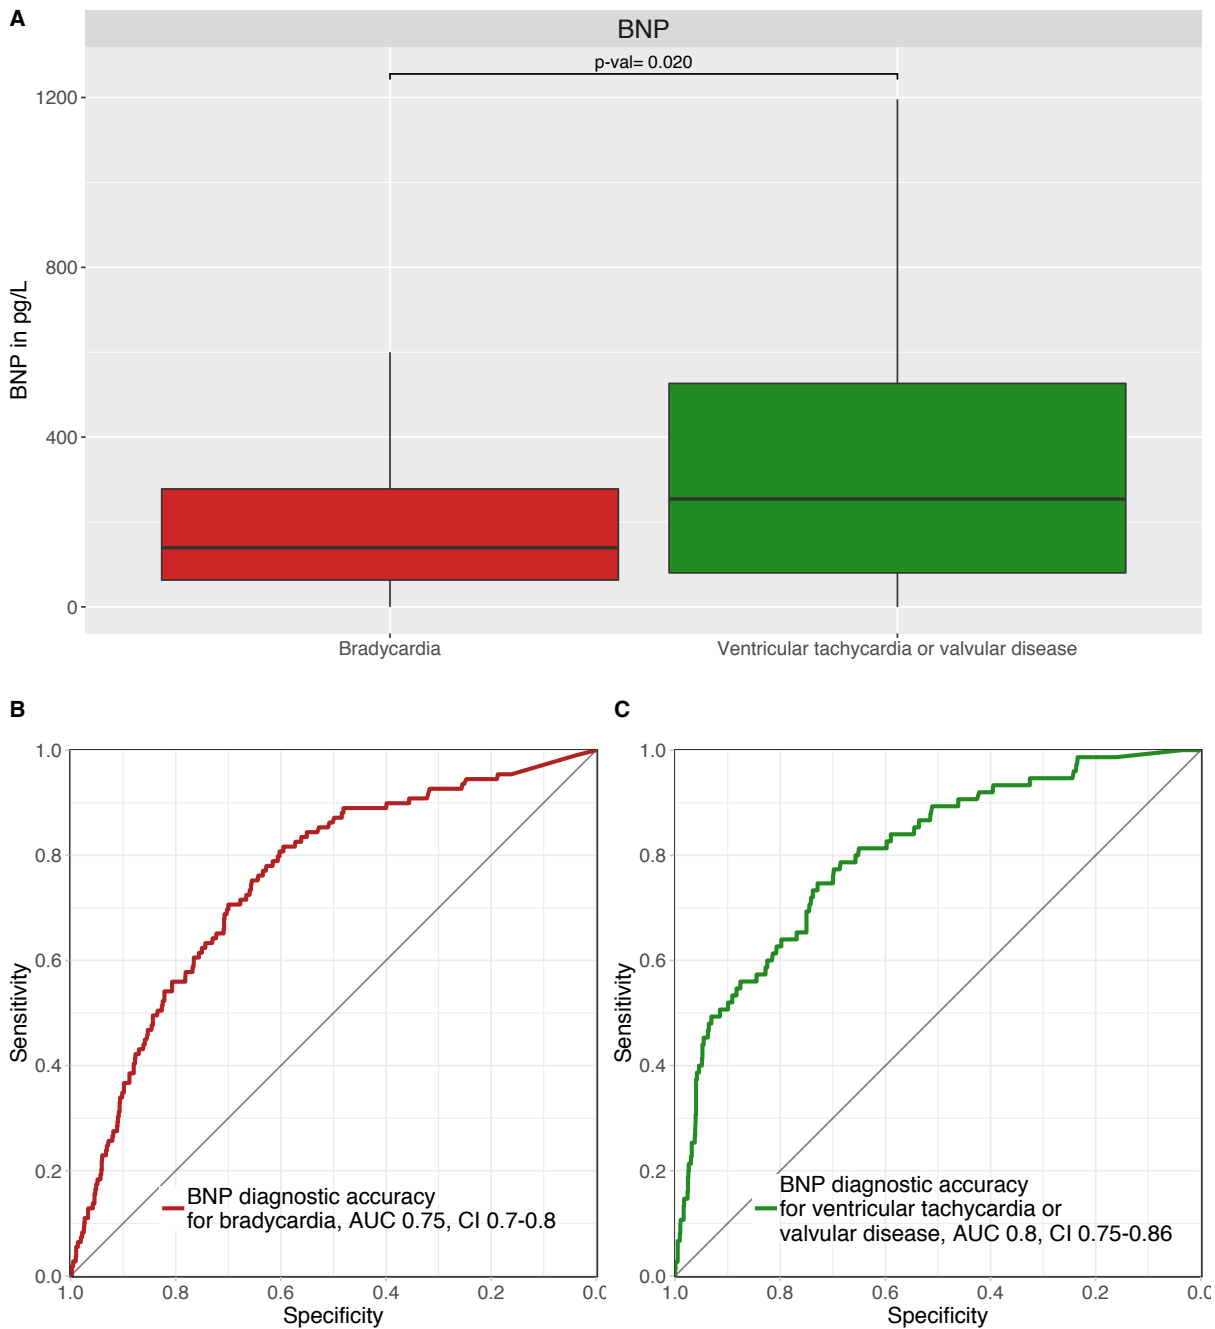 A
BNP
p-val= 0.020
1200
800
400
0
BNP in pg/L
Bradycardia
Ventricular tachycardia or valvular disease
B
1.0
0.8
0.6
0.4
0.2
0.0
Sensitivity
BNP diagnostic accuracy
for bradycardia, AUC 0.75, CI 0.7-0.8
1.0
0.8
0.6
0.4
0.2
0.0
Specificity
C
1.0
0.8
0.6
0.4
0.2
0.0
Sensitivity
BNP diagnostic accuracy
for ventricular tachycardia or
valvular disease, AUC 0.8, CI 0.75-0.86
1.0
0.8
0.6
0.4
0.2
0.0
Specificity